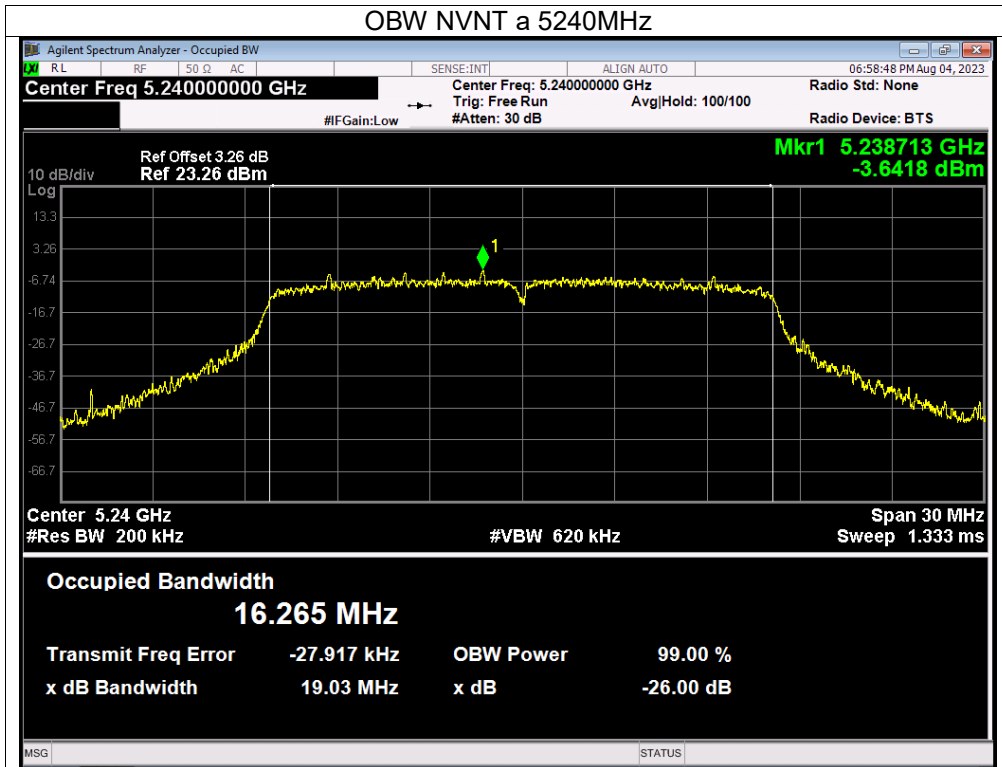 OBW NVNT a 5240MHz
Agilent Spectrum Analyzer - Occupied BW
LXI RL RF 50 Ω AC SENSE:INT ALIGN AUTO 06:58:48 PM Aug 04, 2023
Center Freq 5.240000000 GHz Center Freq: 5.240000000 GHz Radio Std: None
Trig: Free Run Avg|Hold: 100/100
#IFGain:Low #Atten: 30 dB Radio Device: BTS
Ref Offset 3.26 dB Mkr1 5.238713 GHz
10 dB/div Ref 23.26 dBm -3.6418 dBm
Log
13.3
3.26
1
-6.74
-16.7
-26.7
-36.7
-46.7
-56.7
-66.7
Center 5.24 GHz Span 30 MHz
#Res BW 200 kHz #VBW 620 kHz Sweep 1.333 ms
Occupied Bandwidth
16.265 MHz
Transmit Freq Error -27.917 kHz OBW Power 99.00 %
x dB Bandwidth 19.03 MHz x dB -26.00 dB
MSG STATUS